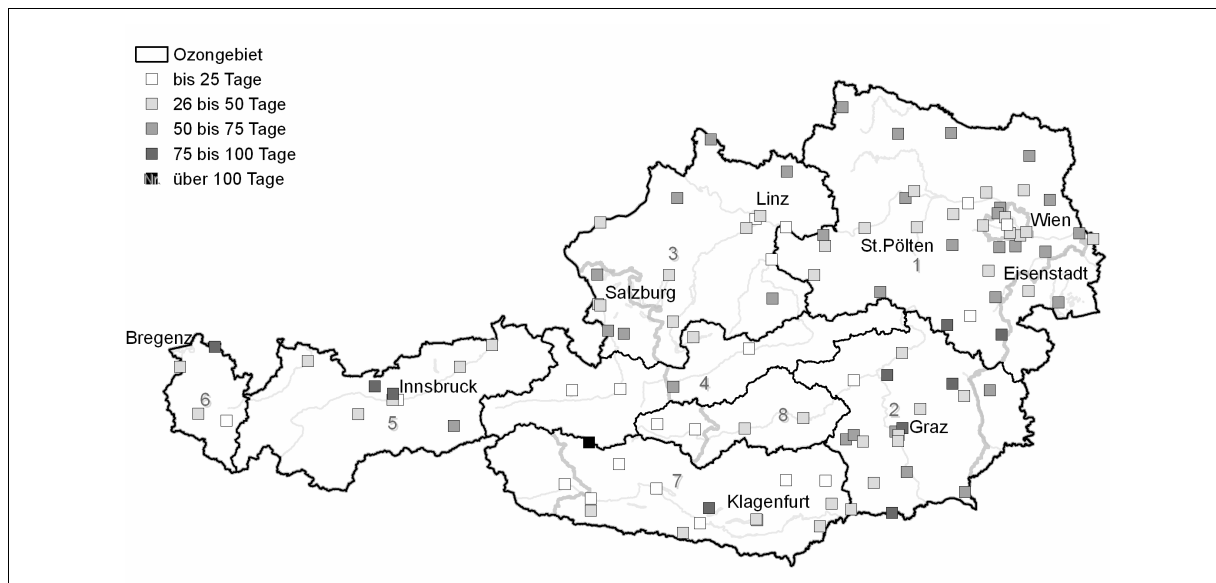 Ozongebiet
bis 25 Tage
26 bis 50 Tage
50 bis 75 Tage
75 bis 100 Tage
über 100 Tage
Linz
Wien
St.Pölten
3
1
Eisenstadt
Salzburg
Bregenz
Innsbruck
4
6
8
2
5
Graz
7
Klagenfurt